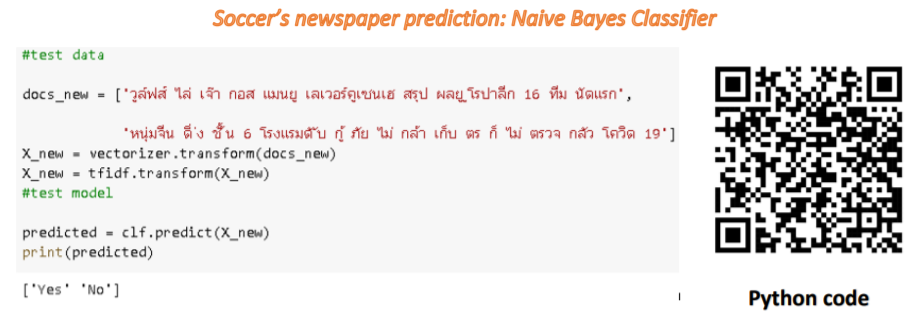 Soccer's newspaper prediction: Naive Bayes Classifier
#test data
docs_new = ['วูล์ฟส์ ไล่ เจ๊า กอส แมนยู เลเวอร์คูเซนเฮ สรุป ผลยูโรปาลีก 16 ทีม นัดแรก',
'หนุ่มจีน ดิ่ง ชั้น 6 โรงแรมดับ กู้ ภัย ไม่ กล้า เก็บ ตร ก็ ไม่ ตรวจ กลัว โควิด 19']
X_new = vectorizer.transform(docs_new)
X_new = tfidf.transform(X_new)
#test model
predicted = clf.predict(X_new)
print(predicted)
['Yes' 'No']
Python code